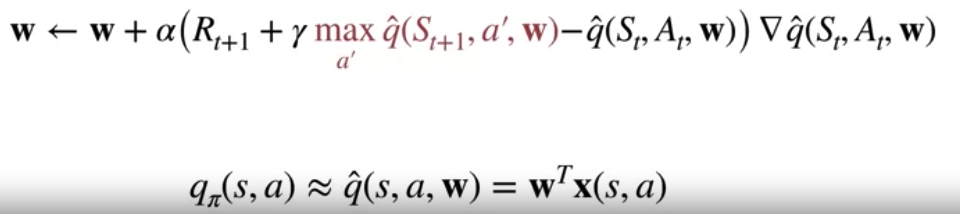 w ← w + α(R_{t+1} + γ max_{a'} q̂(S_{t+1}, a', w) − q̂(S_t, A_t, w)) ∇q̂(S_t, A_t, w)
q_π(s, a) ≈ q̂(s, a, w) = w^T x(s, a)